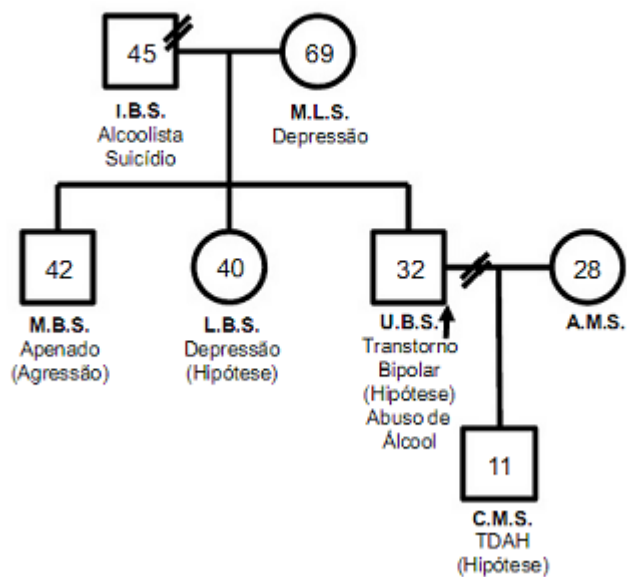 45
69
I.B.S.
Alcoolista
Suicídio
M.L.S.
Depressão
42
40
32
28
M.B.S.
Apenado
(Agressão)
L.B.S.
Depressão
(Hipótese)
U.B.S.
Transtorno
Bipolar
(Hipótese)
Abuso de
Álcool
A.M.S.
11
C.M.S.
TDAH
(Hipótese)